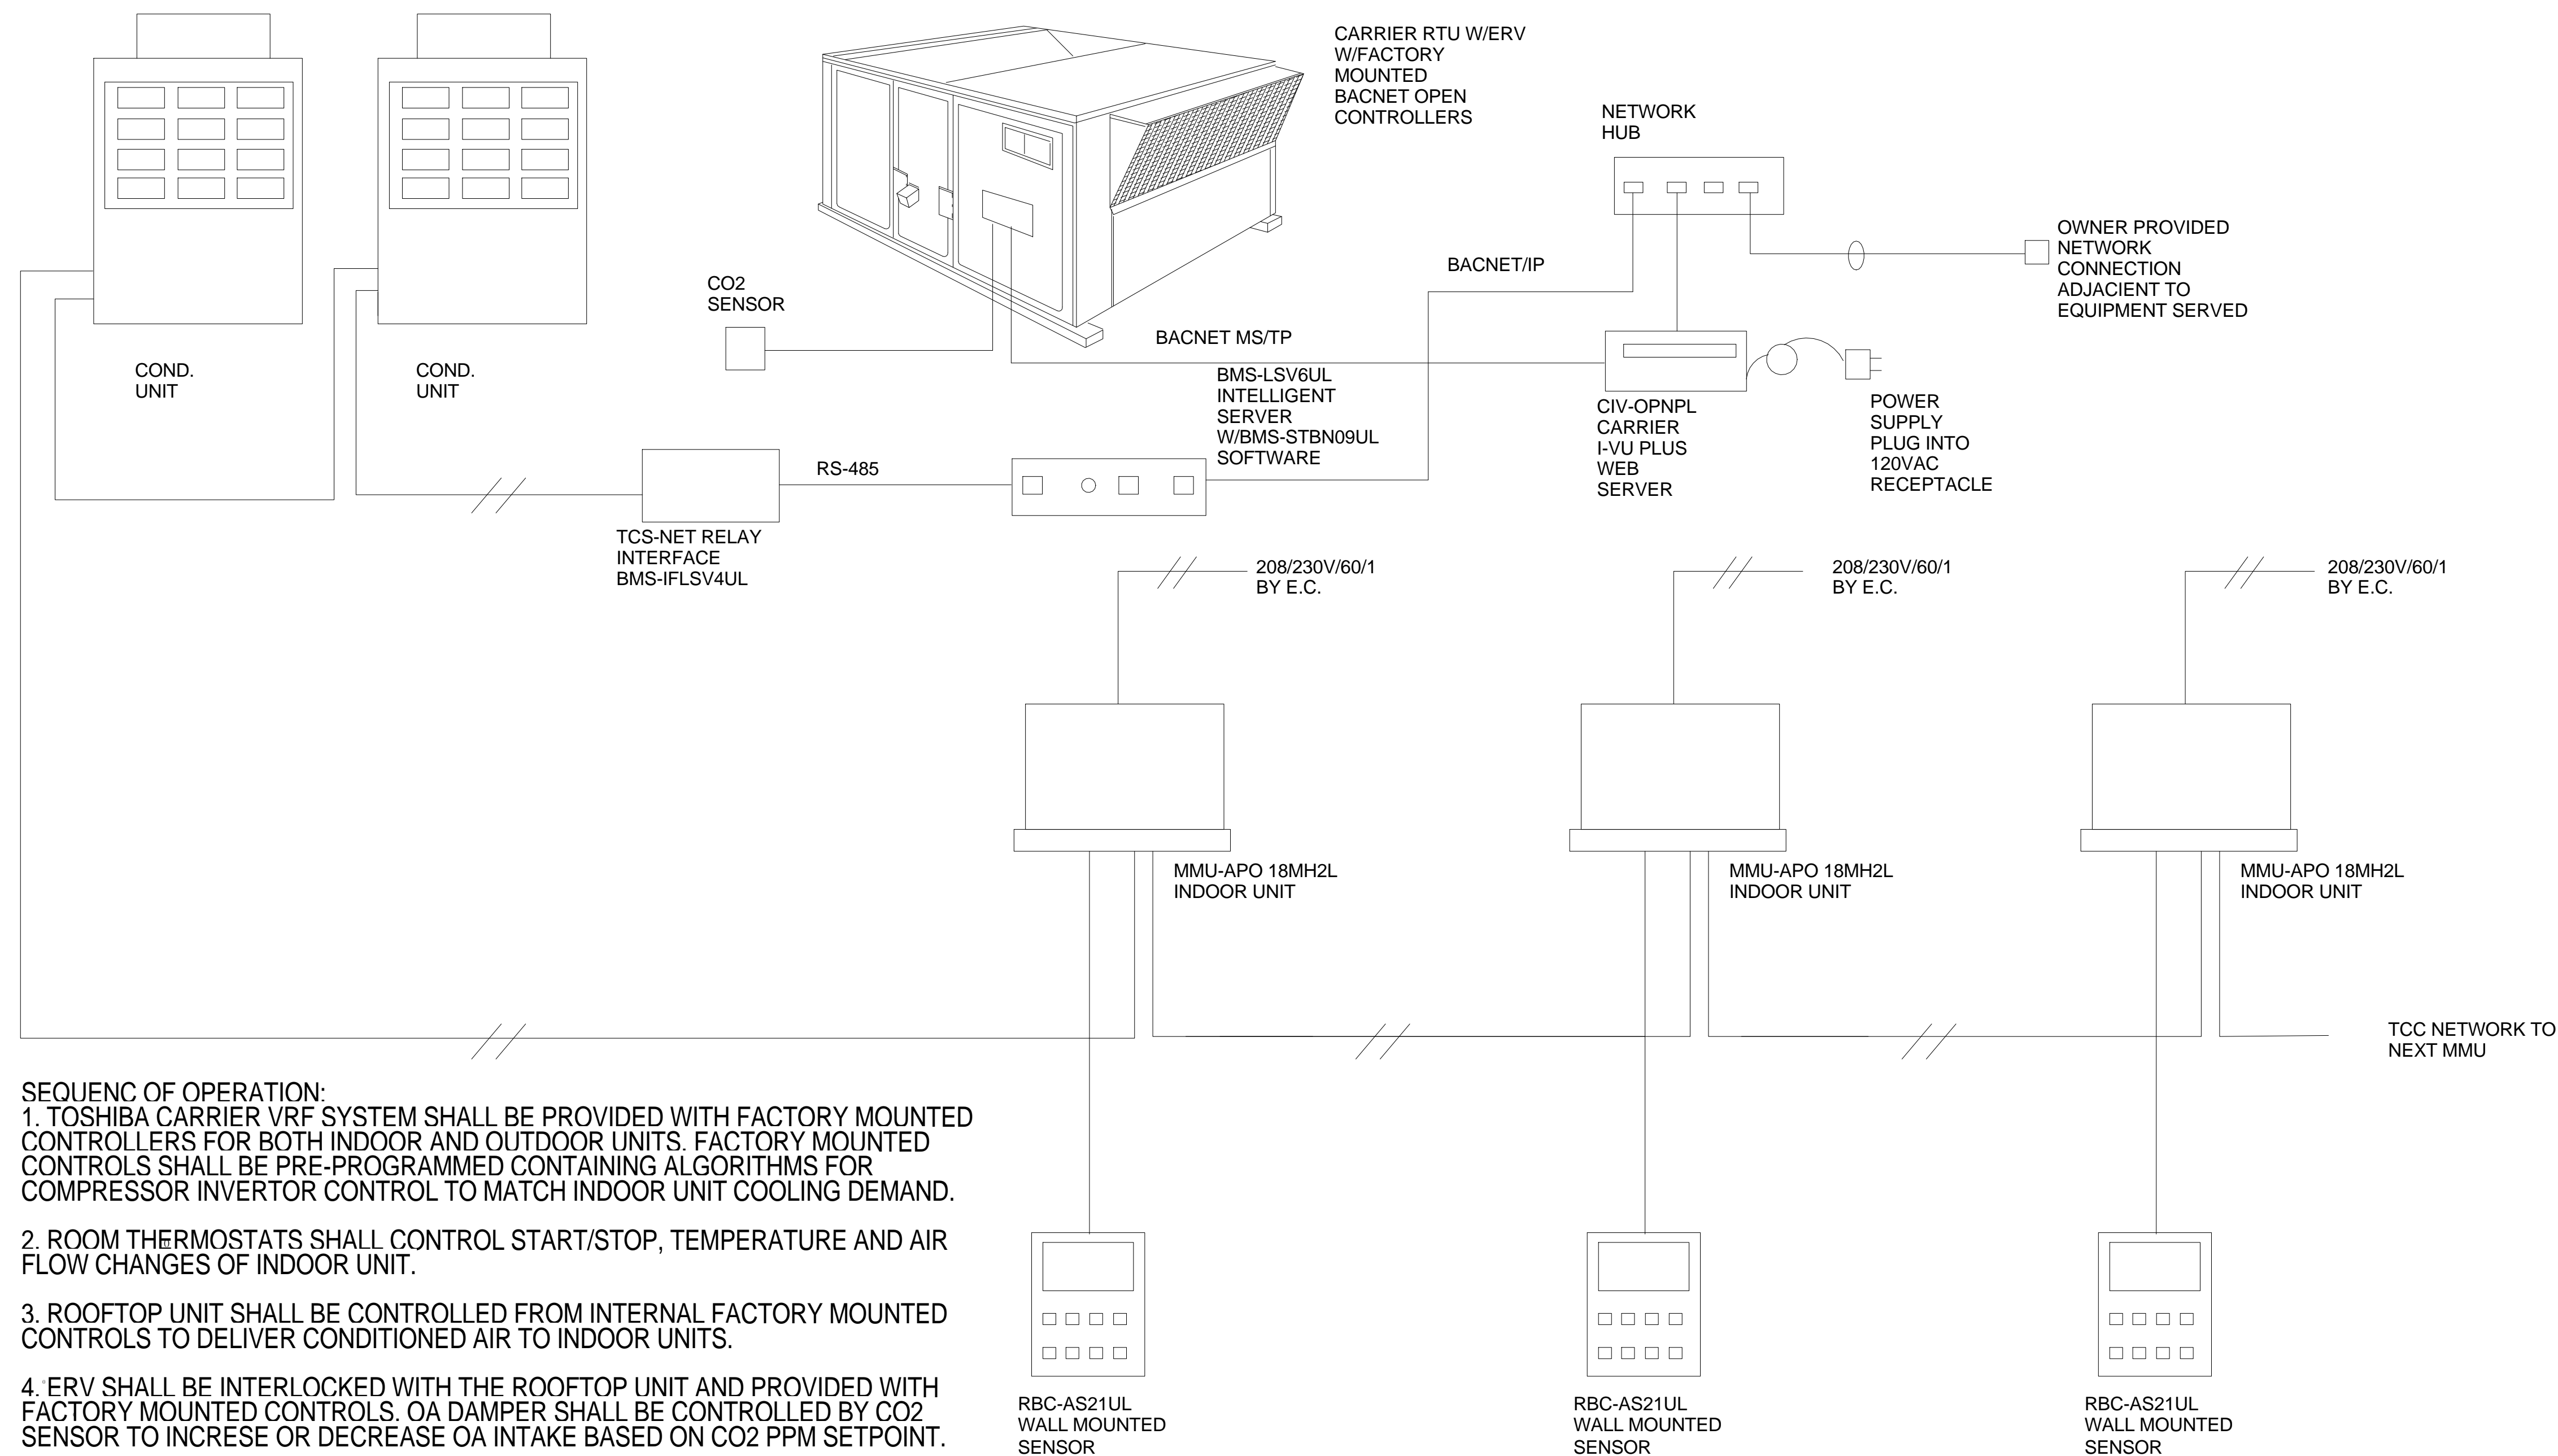 CARRIER RTU W/ERV
W/FACTORY
MOUNTED
BACNET OPEN
CONTROLLERS
NETWORK
HUB
OWNER PROVIDED
NETWORK
CONNECTION
ADJACIENT TO
EQUIPMENT SERVED
BACNET/IP
CO2
SENSOR
BACNET MS/TP
COND.
UNIT
COND.
UNIT
BMS-LSV6UL
INTELLIGENT
SERVER
W/BMS-STBN09UL
SOFTWARE
CIV-OPNPL
CARRIER
I-VU PLUS
WEB
SERVER
POWER
SUPPLY
PLUG INTO
120VAC
RECEPTACLE
RS-485
TCS-NET RELAY
INTERFACE
BMS-IFLSV4UL
208/230V/60/1
BY E.C.
208/230V/60/1
BY E.C.
208/230V/60/1
BY E.C.
MMU-APO 18MH2L
INDOOR UNIT
MMU-APO 18MH2L
INDOOR UNIT
MMU-APO 18MH2L
INDOOR UNIT
TCC NETWORK TO
NEXT MMU
SEQUENC OF OPERATION:
1. TOSHIBA CARRIER VRF SYSTEM SHALL BE PROVIDED WITH FACTORY MOUNTED
CONTROLLERS FOR BOTH INDOOR AND OUTDOOR UNITS. FACTORY MOUNTED
CONTROLS SHALL BE PRE-PROGRAMMED CONTAINING ALGORITHMS FOR
COMPRESSOR INVERTOR CONTROL TO MATCH INDOOR UNIT COOLING DEMAND.
2. ROOM THERMOSTATS SHALL CONTROL START/STOP, TEMPERATURE AND AIR
FLOW CHANGES OF INDOOR UNIT.
3. ROOFTOP UNIT SHALL BE CONTROLLED FROM INTERNAL FACTORY MOUNTED
CONTROLS TO DELIVER CONDITIONED AIR TO INDOOR UNITS.
4. ERV SHALL BE INTERLOCKED WITH THE ROOFTOP UNIT AND PROVIDED WITH
FACTORY MOUNTED CONTROLS. OA DAMPER SHALL BE CONTROLLED BY CO2
SENSOR TO INCRESE OR DECREASE OA INTAKE BASED ON CO2 PPM SETPOINT.
RBC-AS21UL
WALL MOUNTED
SENSOR
RBC-AS21UL
WALL MOUNTED
SENSOR
RBC-AS21UL
WALL MOUNTED
SENSOR